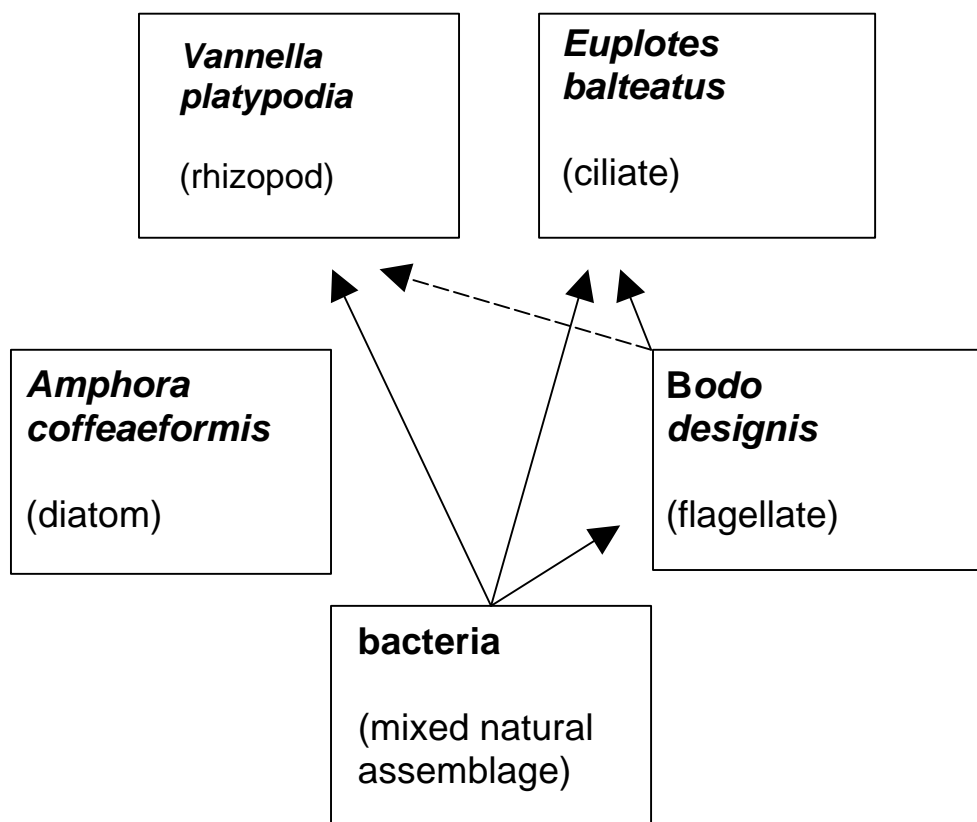 Vannella
platypodia
(rhizopod)
Euplotes
balteatus
(ciliate)
Amphora
coffeaeformis
(diatom)
Bodo
designis
(flagellate)
bacteria
(mixed natural
assemblage)